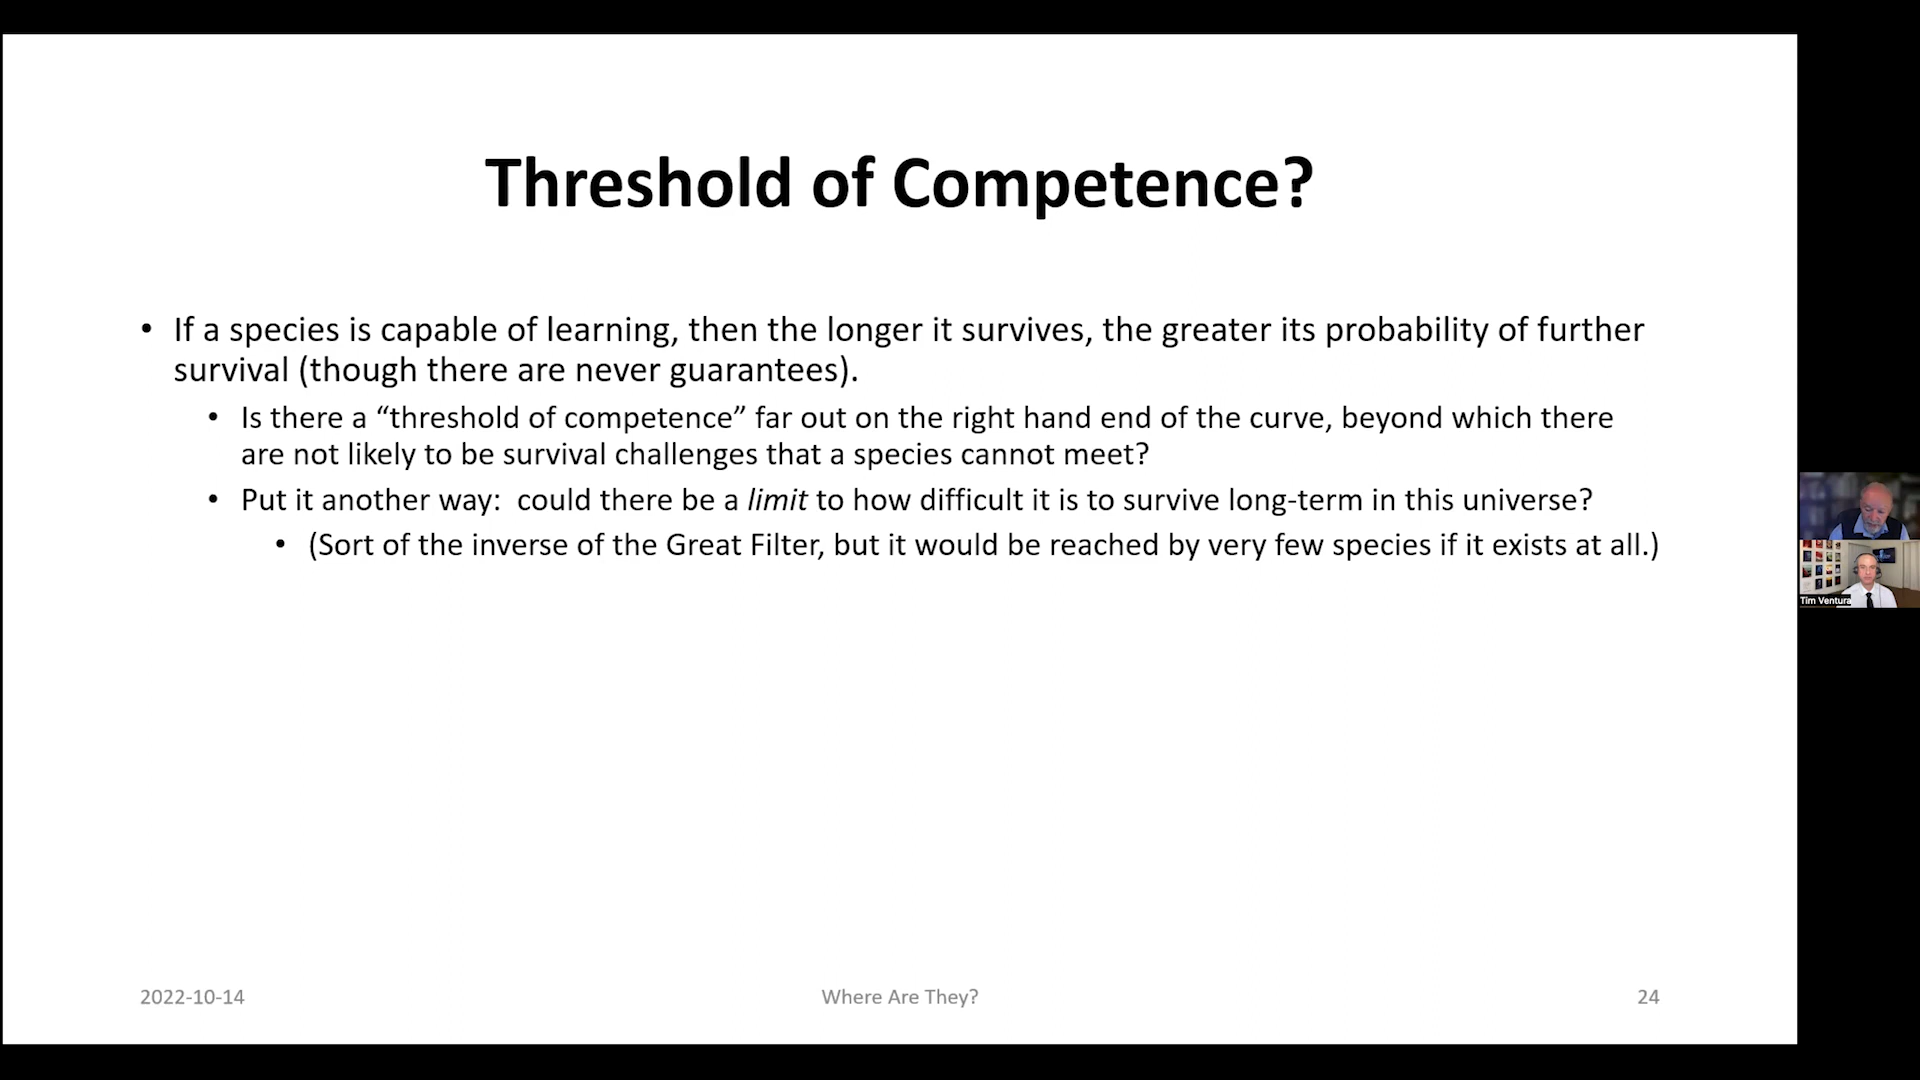 Threshold of Competence?
• If a species is capable of learning, then the longer it survives, the greater its probability of further
survival (though there are never guarantees).
• Is there a “threshold of competence” far out on the right hand end of the curve, beyond which there
are not likely to be survival challenges that a species cannot meet?
• Put it another way:  could there be a limit to how difficult it is to survive long-term in this universe?
• (Sort of the inverse of the Great Filter, but it would be reached by very few species if it exists at all.)
Tim Ventura
2022-10-14
Where Are They?
24